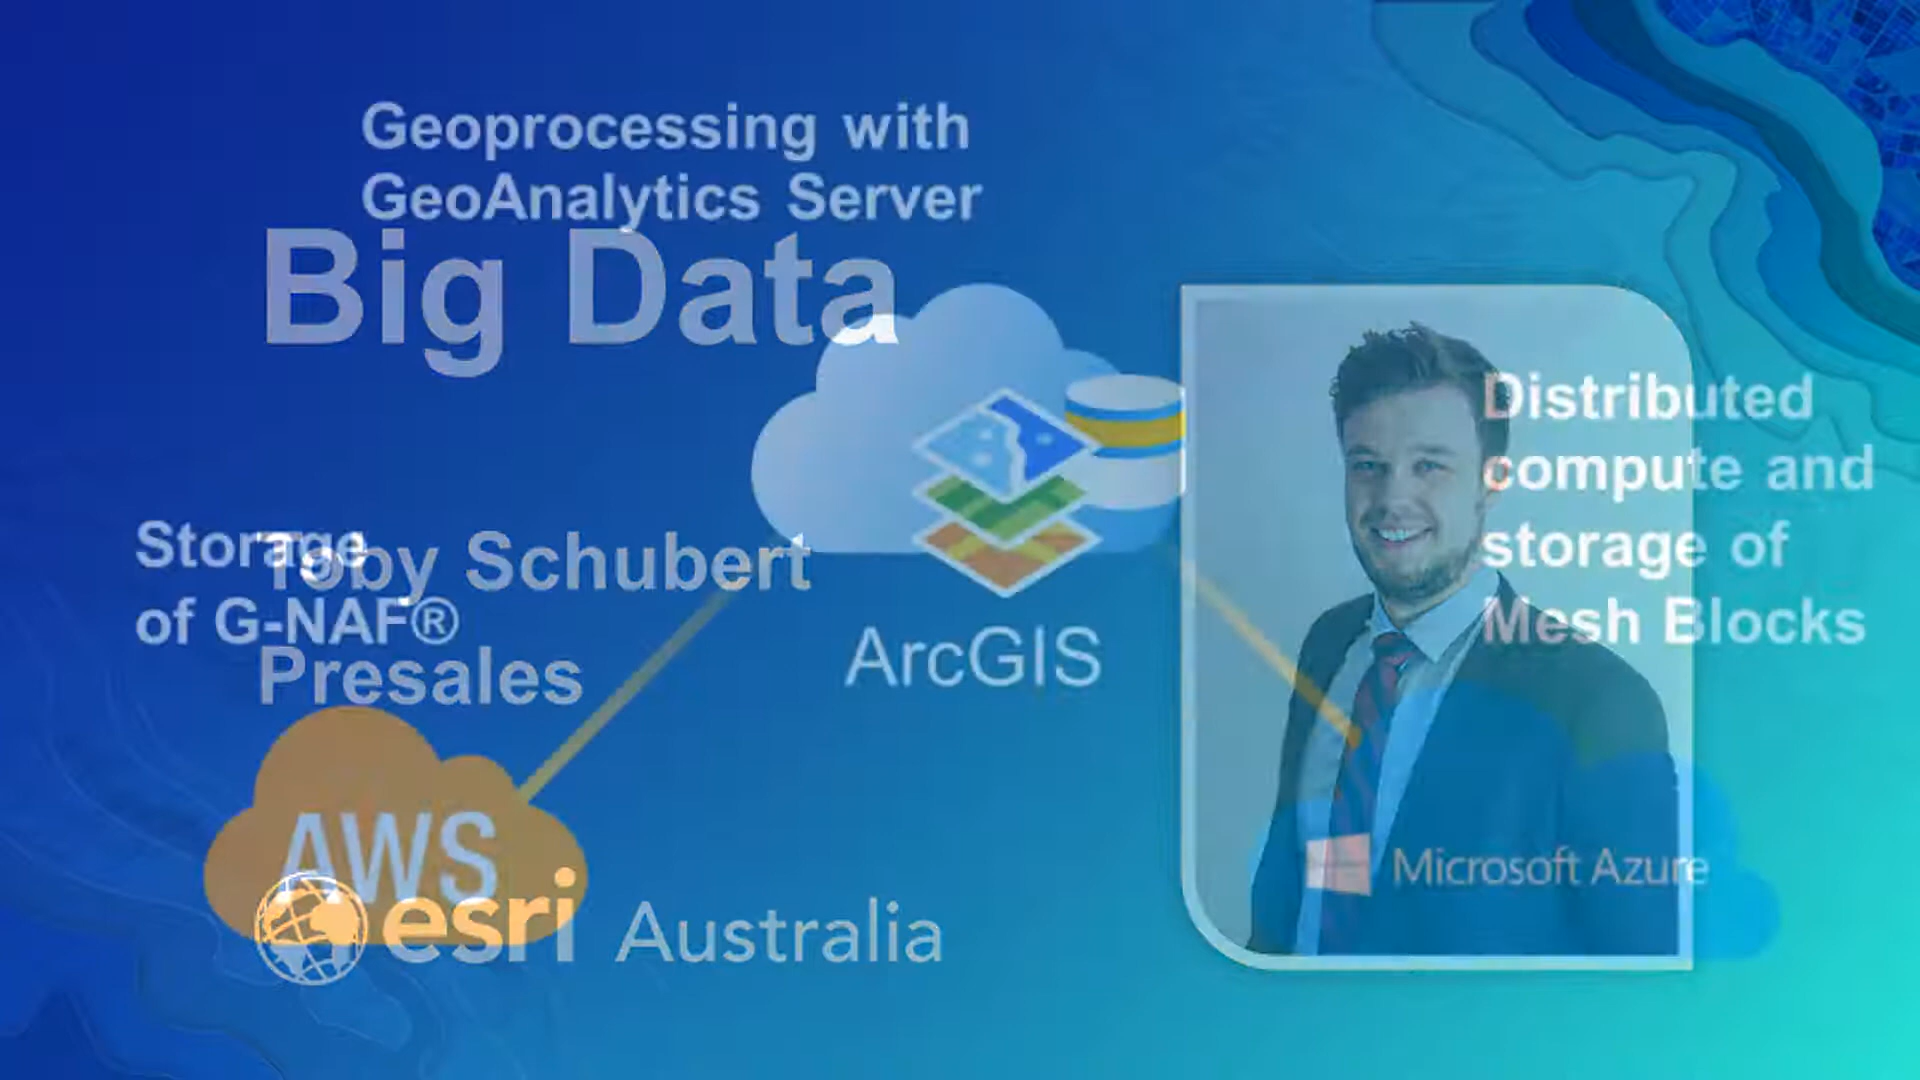 Geoprocessing with
GeoAnalytics Server
Big Data
Distributed
compute and
storage of
Mesh Blocks
Storage
of G-NAF®
Toby Schubert
Presales
ArcGIS
AWS
esri Australia
Microsoft Azure